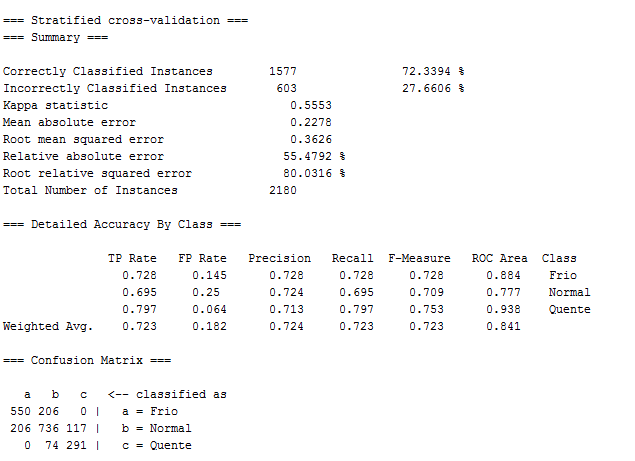 === Stratified cross-validation ===
=== Summary ===
Correctly Classified Instances 1577 72.3394 %
Incorrectly Classified Instances 603 27.6606 %
Kappa statistic 0.5553
Mean absolute error 0.2278
Root mean squared error 0.3626
Relative absolute error 55.4792 %
Root relative squared error 80.0316 %
Total Number of Instances 2180
=== Detailed Accuracy By Class ===
TP Rate FP Rate Precision Recall F-Measure ROC Area Class
0.728 0.145 0.728 0.728 0.728 0.884 Frio
0.695 0.25 0.724 0.695 0.709 0.777 Normal
0.797 0.064 0.713 0.797 0.753 0.938 Quente
Weighted Avg. 0.723 0.182 0.724 0.723 0.723 0.841
=== Confusion Matrix ===
a b c <-- classified as
550 206 0 | a = Frio
206 736 117 | b = Normal
0 74 291 | c = Quente